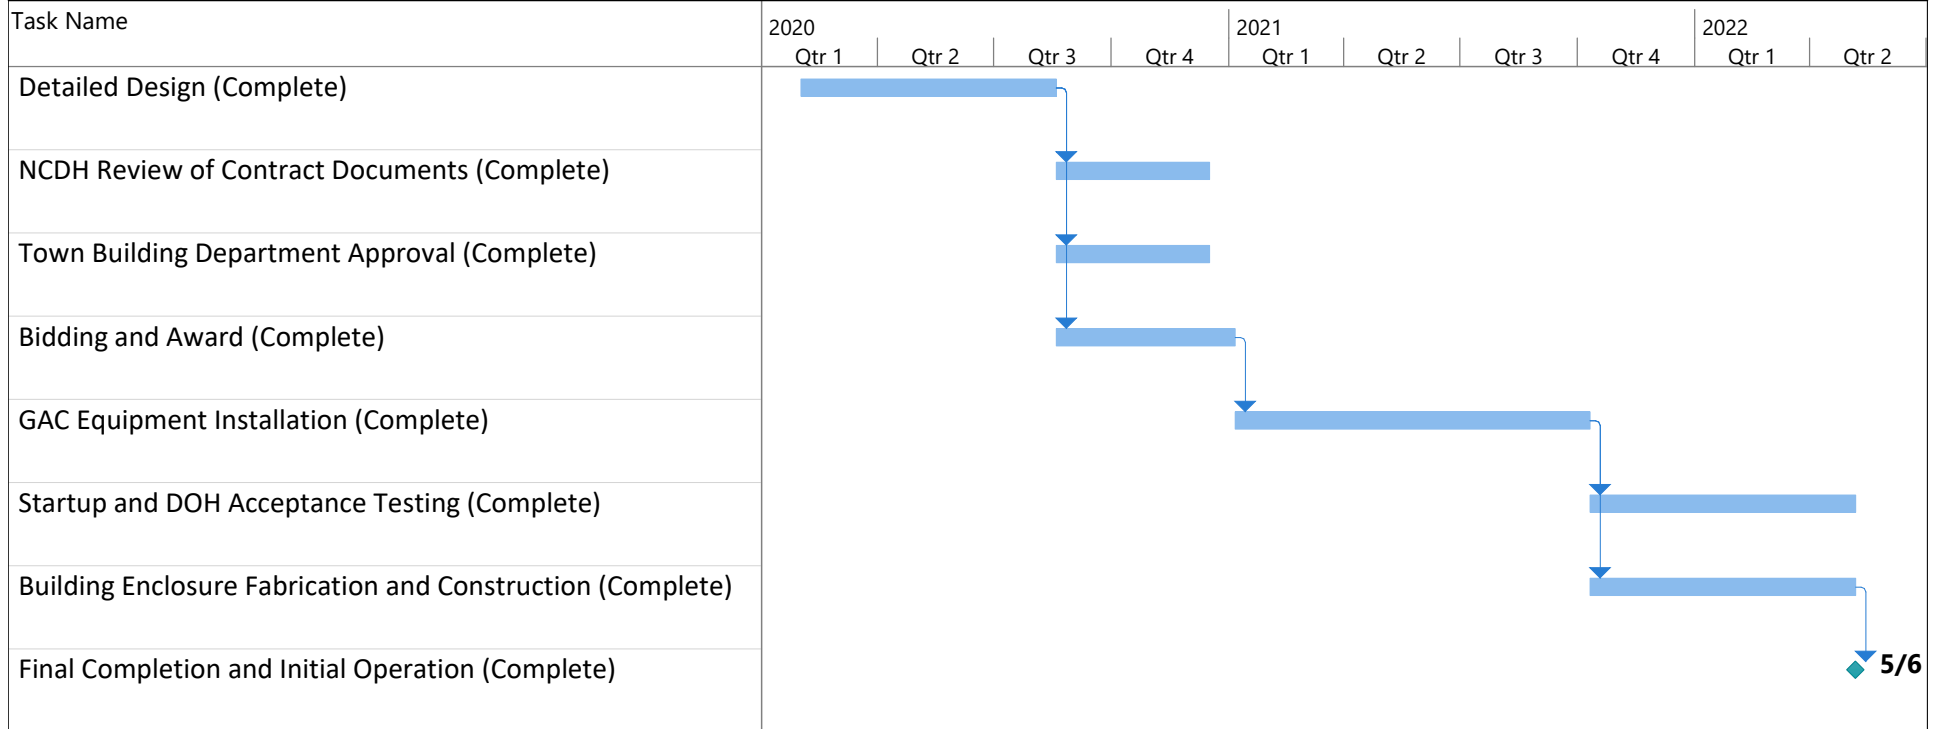 Task Name
2020 2021 2022
Qtr 1 Qtr 2 Qtr 3 Qtr 4 Qtr 1 Qtr 2 Qtr 3 Qtr 4 Qtr 1 Qtr 2
Detailed Design (Complete)
NCDH Review of Contract Documents (Complete)
Town Building Department Approval (Complete)
Bidding and Award (Complete)
GAC Equipment Installation (Complete)
Startup and DOH Acceptance Testing (Complete)
Building Enclosure Fabrication and Construction (Complete)
Final Completion and Initial Operation (Complete) 5/6